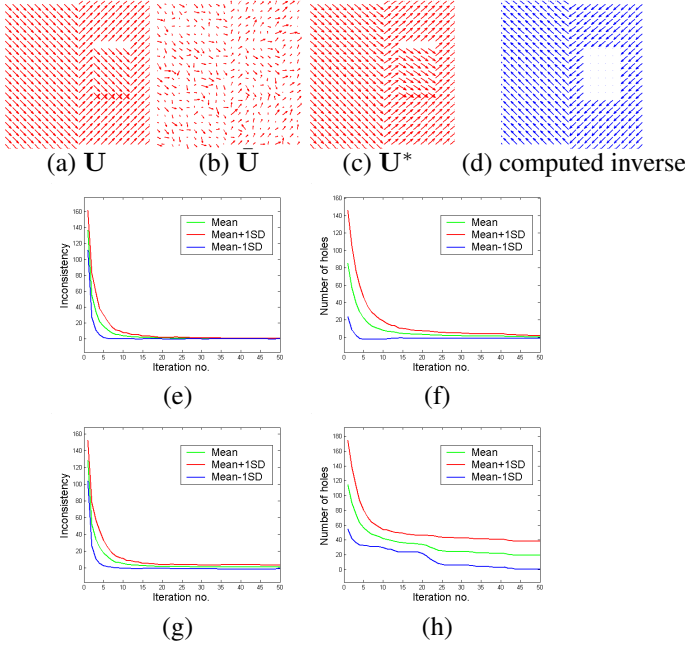 (a) U
(b) Ū
(c) U*
(d) computed inverse
160
140
120
100
80
60
40
20
0
Inconsistency
Mean
Mean+1SD
Mean-1SD
0 5 10 15 20 25 30 35 40 45 50
Iteration no.
(e)
160
140
120
100
80
60
40
20
0
Number of holes
Mean
Mean+1SD
Mean-1SD
0 5 10 15 20 25 30 35 40 45 50
Iteration no.
(f)
160
140
120
100
80
60
40
20
0
Inconsistency
Mean
Mean+1SD
Mean-1SD
0 5 10 15 20 25 30 35 40 45 50
Iteration no.
(g)
180
160
140
120
100
80
60
40
20
0
Number of holes
Mean
Mean+1SD
Mean-1SD
0 5 10 15 20 25 30 35 40 45 50
Iteration no.
(h)